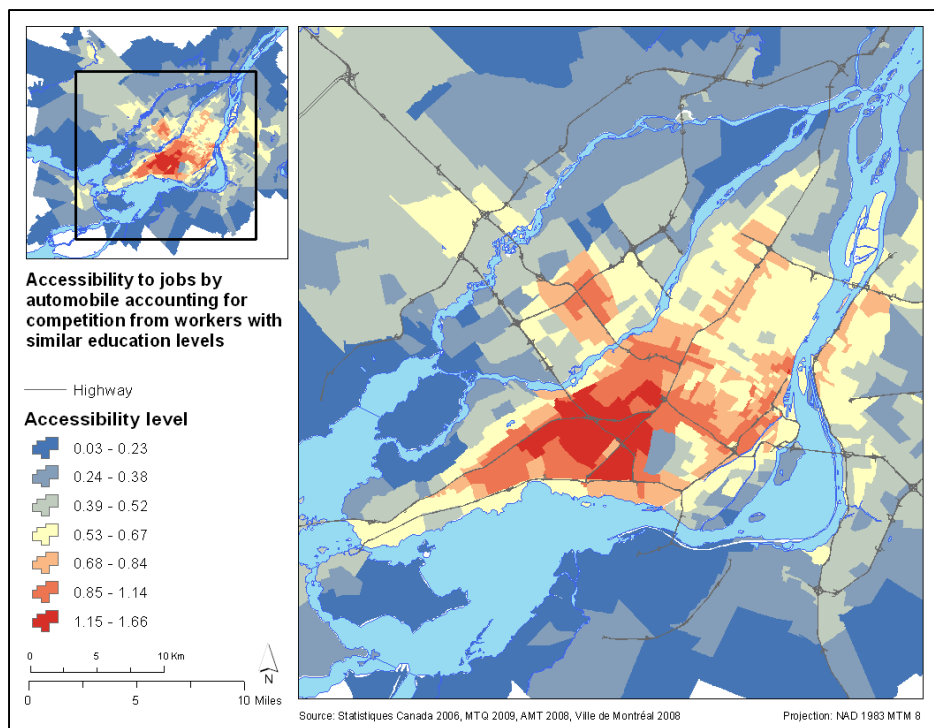 Accessibility to jobs by
automobile accounting for
competition from workers with
similar education levels
Highway
Accessibility level
0.03 - 0.23
0.24 - 0.38
0.39 - 0.52
0.53 - 0.67
0.68 - 0.84
0.85 - 1.14
1.15 - 1.66
0 5 10 Km
N
0 5 10 Miles
Source: Statistiques Canada 2006, MTQ 2009, AMT 2008, Ville de Montréal 2008
Projection: NAD 1983 MTM 8